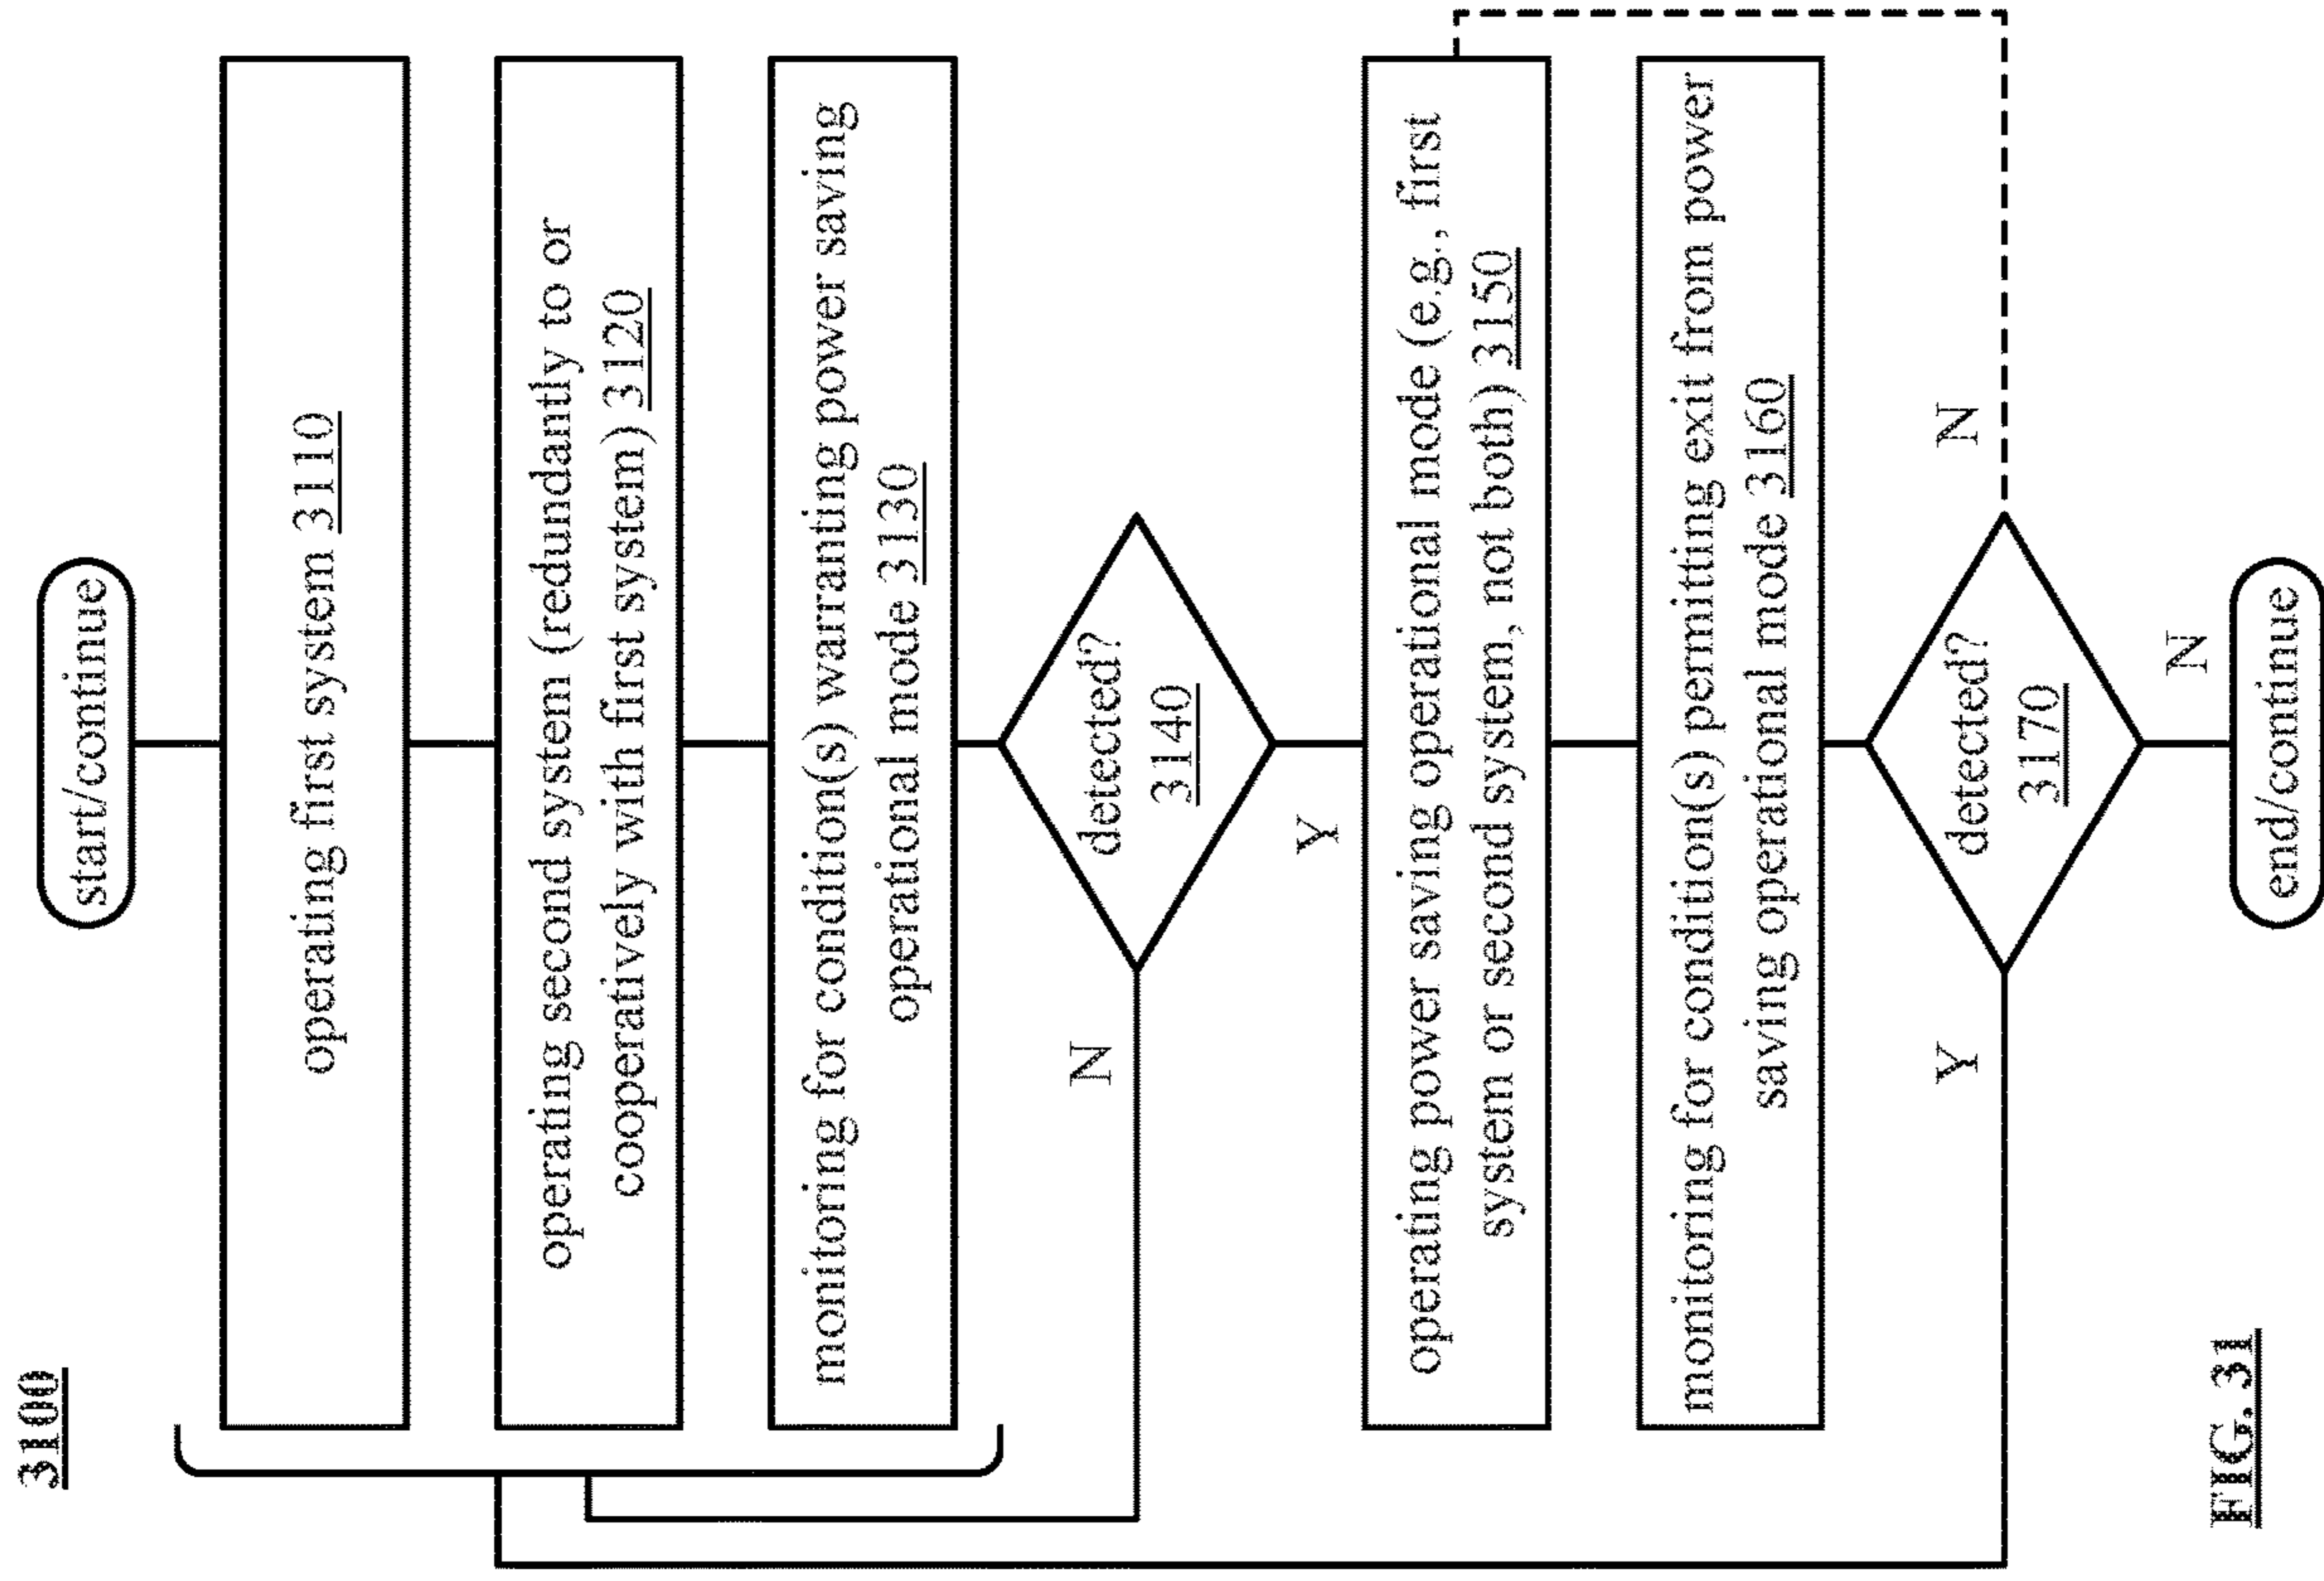 3100
start/continue
operating first system 3110
operating second system (redundantly to or
cooperatively with first system) 3120
monitoring for condition(s) warranting power saving
operational mode 3130
detected?
3140
N
Y
operating power saving operational mode (e.g., first
system or second system, not both) 3150
monitoring for condition(s) permitting exit from power
saving operational mode 3160
detected?
3170
Y
N
N
end/continue
FIG. 31